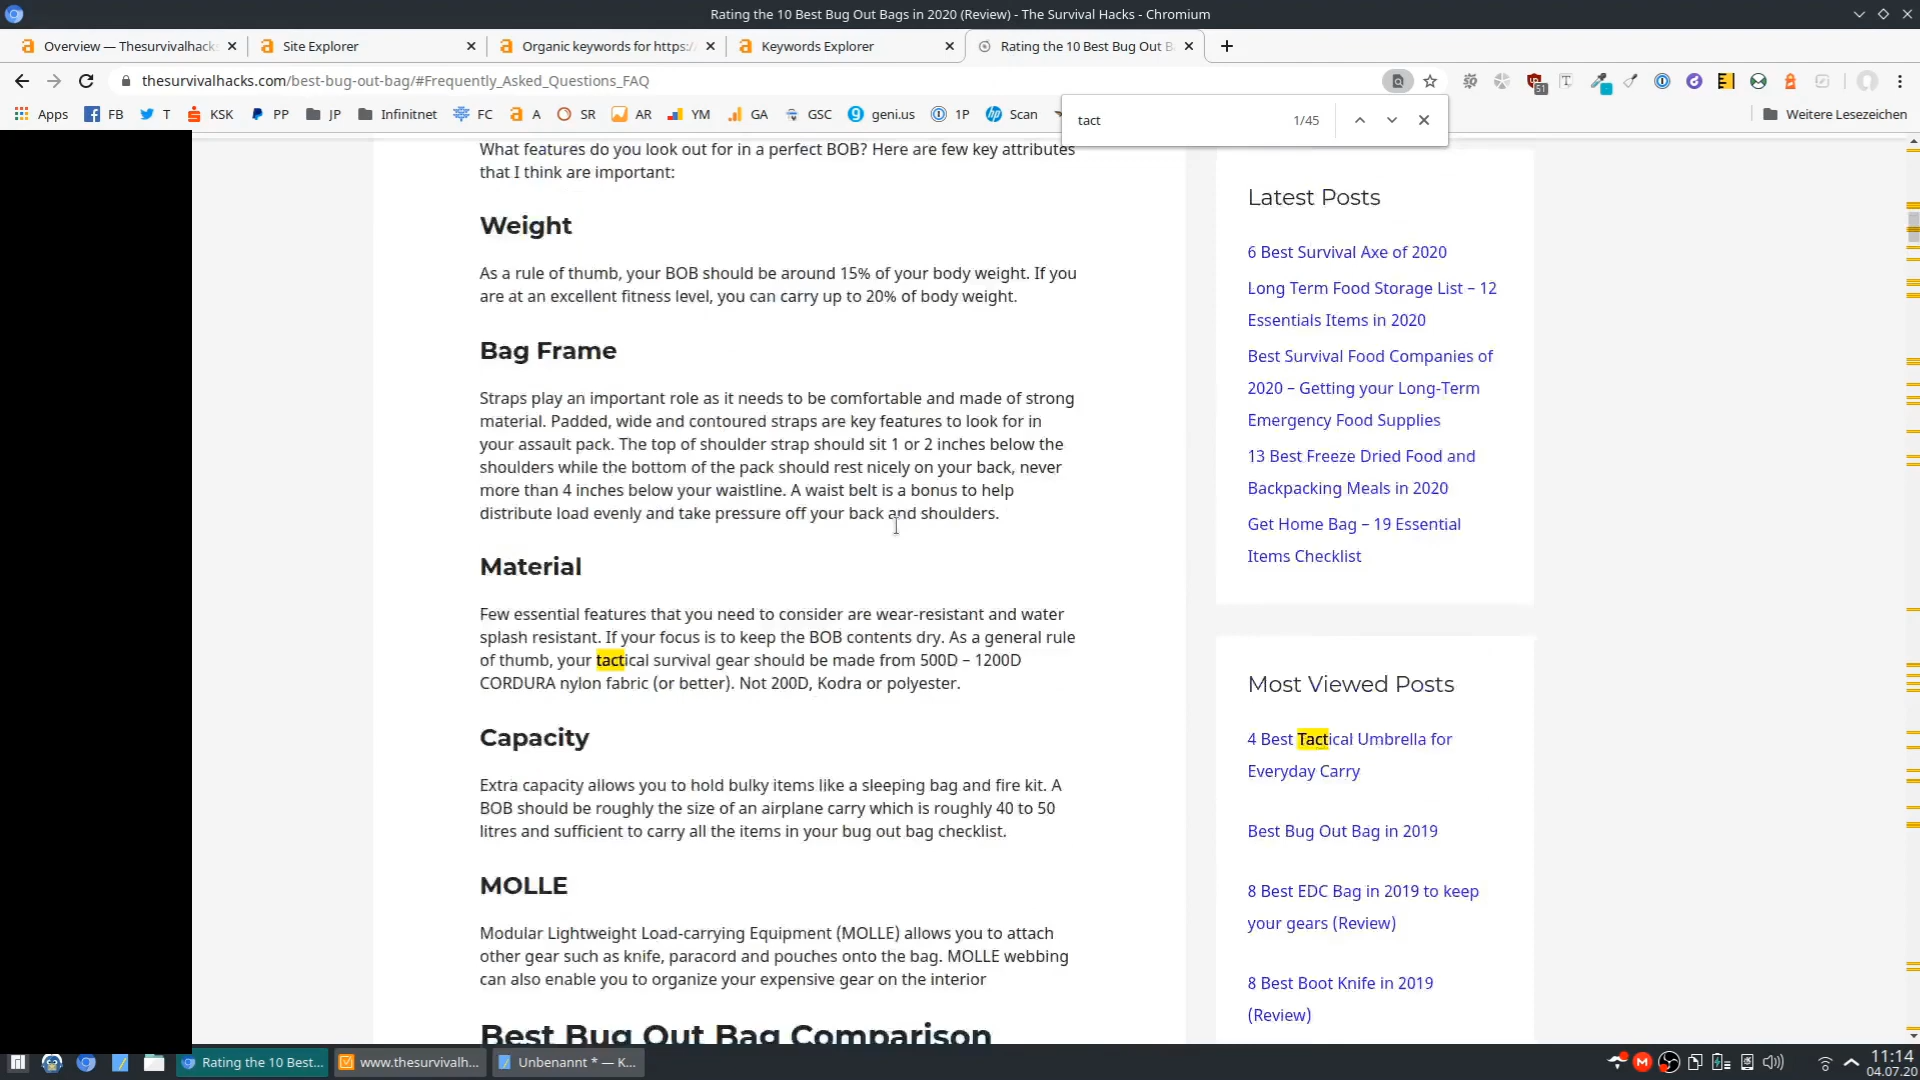 Rating the 10 Best Bug Out Bags in 2020 (Review) - The Survival Hacks - Chromium
Overview — Thesurvivalhack
Site Explorer
Organic keywords for https:/
Keywords Explorer
Rating the 10 Best Bug Out B
thesurvivalhacks.com/best-bug-out-bag/#Frequently_Asked_Questions_FAQ
51
Apps
FB
T
KSK
PP
JP
Infinitnet
FC
A
SR
AR
YM
GA
GSC
geni.us
1P
Scan
Weitere Lesezeichen
tact
1/45
What features do you look out for in a perfect BOB? Here are few key attributes
that I think are important:
Weight
As a rule of thumb, your BOB should be around 15% of your body weight. If you
are at an excellent fitness level, you can carry up to 20% of body weight.
Bag Frame
Straps play an important role as it needs to be comfortable and made of strong
material. Padded, wide and contoured straps are key features to look for in
your assault pack. The top of shoulder strap should sit 1 or 2 inches below the
shoulders while the bottom of the pack should rest nicely on your back, never
more than 4 inches below your waistline. A waist belt is a bonus to help
distribute load evenly and take pressure off your back and shoulders.
Material
Few essential features that you need to consider are wear-resistant and water
splash resistant. If your focus is to keep the BOB contents dry. As a general rule
of thumb, your tactical survival gear should be made from 500D – 1200D
CORDURA nylon fabric (or better). Not 200D, Kodra or polyester.
Capacity
Extra capacity allows you to hold bulky items like a sleeping bag and fire kit. A
BOB should be roughly the size of an airplane carry which is roughly 40 to 50
litres and sufficient to carry all the items in your bug out bag checklist.
MOLLE
Modular Lightweight Load-carrying Equipment (MOLLE) allows you to attach
other gear such as knife, paracord and pouches onto the bag. MOLLE webbing
can also enable you to organize your expensive gear on the interior
Best Bug Out Bag Comparison
Latest Posts
6 Best Survival Axe of 2020
Long Term Food Storage List – 12
Essentials Items in 2020
Best Survival Food Companies of
2020 – Getting your Long-Term
Emergency Food Supplies
13 Best Freeze Dried Food and
Backpacking Meals in 2020
Get Home Bag – 19 Essential
Items Checklist
Most Viewed Posts
4 Best Tactical Umbrella for
Everyday Carry
Best Bug Out Bag in 2019
8 Best EDC Bag in 2019 to keep
your gears (Review)
8 Best Boot Knife in 2019
(Review)
Rating the 10 Best...
www.thesurvivalh...
Unbenannt * — K...
11:14
04.07.20